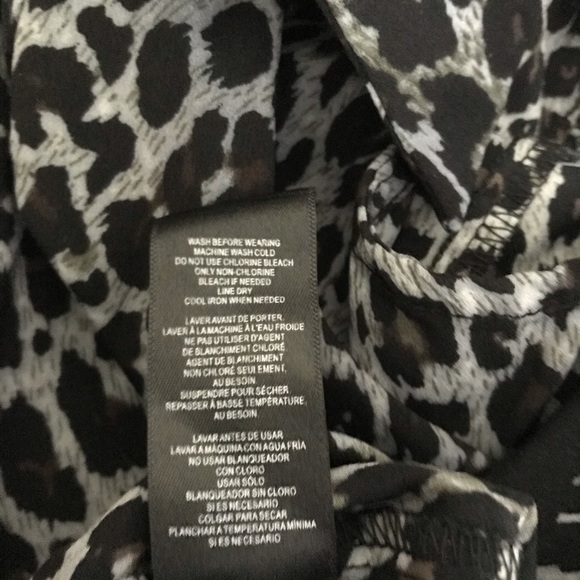 WASH BEFORE WEARING
MACHINE WASH COLD
DO NOT USE CHLORINE BLEACH
ONLY NON-CHLORINE
BLEACH IF NEEDED
LINE DRY
COOL IRON WHEN NEEDED
LAVER AVANT DE PORTER.
LAVER À LA MACHINE À L'EAU FROIDE
NE PAS UTILISER D'AGENT
DE BLANCHIMENT CHLORÉ.
AGENT DE BLANCHIMENT
NON CHLORÉ SEULEMENT,
AU BESOIN.
SUSPENDRE POUR SÉCHER
REPASSER À BASSE TEMPÉRATURE,
AU BESOIN.
LAVAR ANTES DE USAR
LAVAR A MÁQUINA CON AGUA FRÍA
NO USAR BLANQUEADOR
CON CLORO
USAR SÓLO
BLANQUEADOR SIN CLORO
SI ES NECESARIO
COLGAR PARA SECAR
PLANCHAR A TEMPERATURA MÍNIMA
SI ES NECESARIO